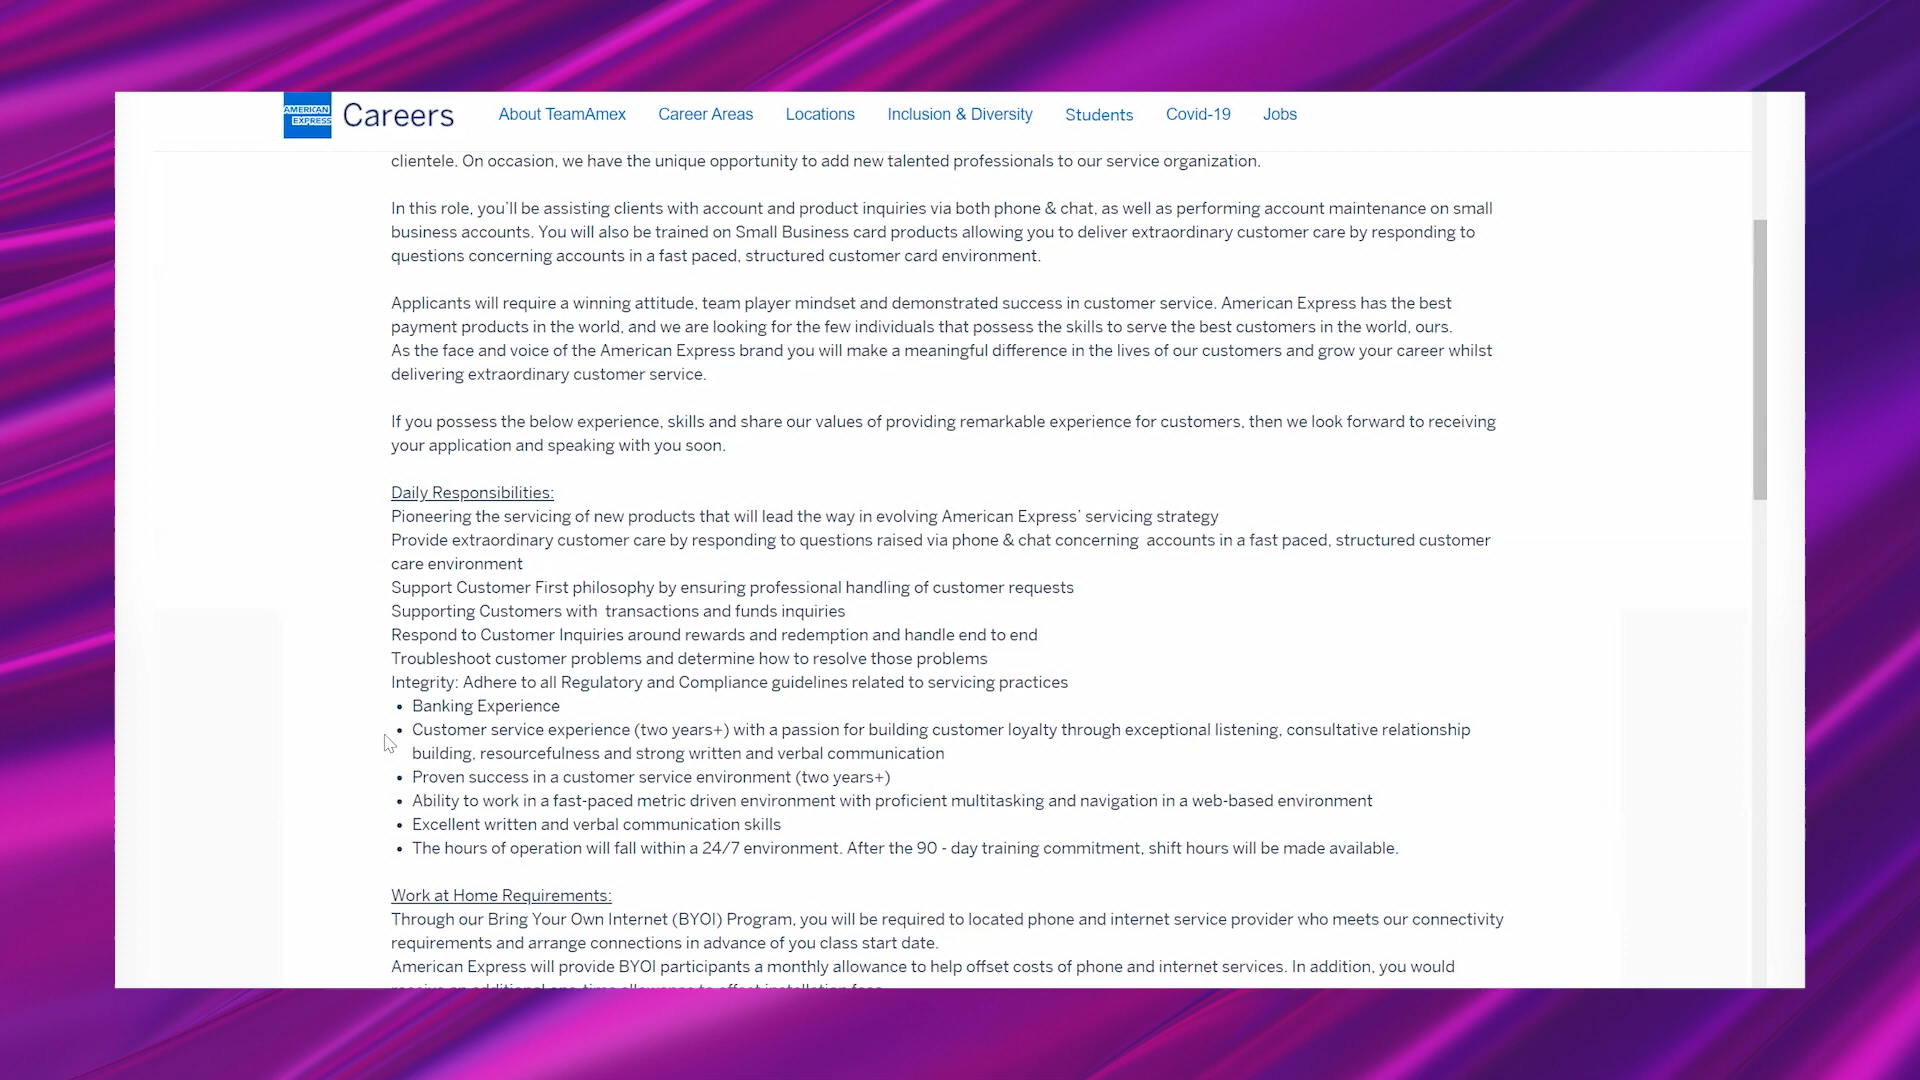 AMERICAN
EXPRESS
Careers
About TeamAmex
Career Areas
Locations
Inclusion & Diversity
Students
Covid-19
Jobs
clientele. On occasion, we have the unique opportunity to add new talented professionals to our service organization.
In this role, you'll be assisting clients with account and product inquiries via both phone & chat, as well as performing account maintenance on small
business accounts. You will also be trained on Small Business card products allowing you to deliver extraordinary customer care by responding to
questions concerning accounts in a fast paced, structured customer card environment.
Applicants will require a winning attitude, team player mindset and demonstrated success in customer service. American Express has the best
payment products in the world, and we are looking for the few individuals that possess the skills to serve the best customers in the world, ours.
As the face and voice of the American Express brand you will make a meaningful difference in the lives of our customers and grow your career whilst
delivering extraordinary customer service.
If you possess the below experience, skills and share our values of providing remarkable experience for customers, then we look forward to receiving
your application and speaking with you soon.
Daily Responsibilities:
Pioneering the servicing of new products that will lead the way in evolving American Express' servicing strategy
Provide extraordinary customer care by responding to questions raised via phone & chat concerning accounts in a fast paced, structured customer
care environment
Support Customer First philosophy by ensuring professional handling of customer requests
Supporting Customers with transactions and funds inquiries
Respond to Customer Inquiries around rewards and redemption and handle end to end
Troubleshoot customer problems and determine how to resolve those problems
Integrity: Adhere to all Regulatory and Compliance guidelines related to servicing practices
• Banking Experience
• Customer service experience (two years+) with a passion for building customer loyalty through exceptional listening, consultative relationship
building, resourcefulness and strong written and verbal communication
• Proven success in a customer service environment (two years+)
• Ability to work in a fast-paced metric driven environment with proficient multitasking and navigation in a web-based environment
• Excellent written and verbal communication skills
• The hours of operation will fall within a 24/7 environment. After the 90 - day training commitment, shift hours will be made available.
Work at Home Requirements:
Through our Bring Your Own Internet (BYOI) Program, you will be required to located phone and internet service provider who meets our connectivity
requirements and arrange connections in advance of you class start date.
American Express will provide BYOI participants a monthly allowance to help offset costs of phone and internet services. In addition, you would
receive an additional one-time allowance to offset installation fees